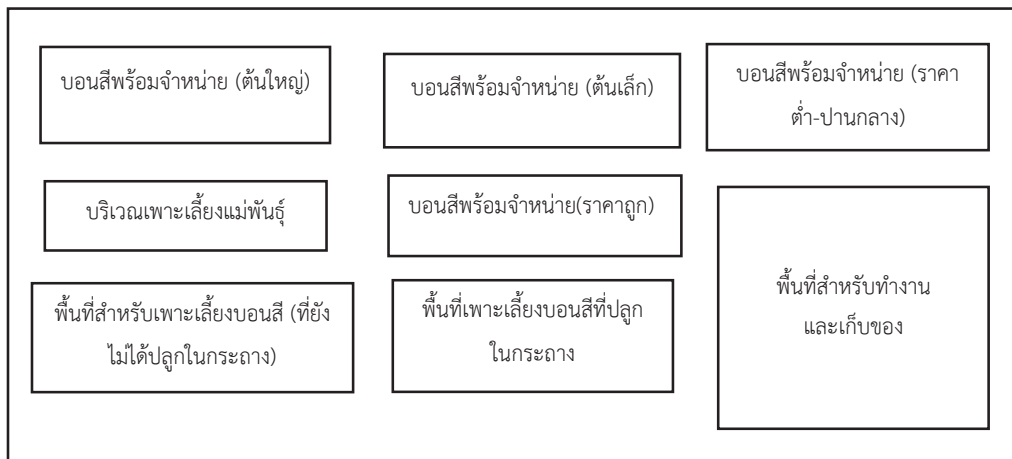 บอนสีพร้อมจำหน่าย (ต้นใหญ่)
บอนสีพร้อมจำหน่าย (ต้นเล็ก)
บอนสีพร้อมจำหน่าย (ราคา
ต่ำ-ปานกลาง)
บริเวณเพาะเลี้ยงแม่พันธุ์
บอนสีพร้อมจำหน่าย(ราคาถูก)
พื้นที่สำหรับทำงาน
และเก็บของ
พื้นที่สำหรับเพาะเลี้ยงบอนสี (ที่ยัง
ไม่ได้ปลูกในกระถาง)
พื้นที่เพาะเลี้ยงบอนสีที่ปลูก
ในกระถาง